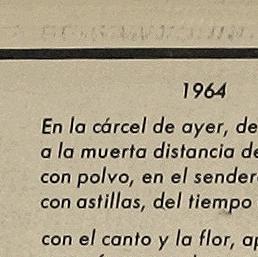 1964
En la cárcel de ayer, de
a la muerta distancia de
con polvo, en el sender
con astillas, del tiempo
con el canto y la flor, ap